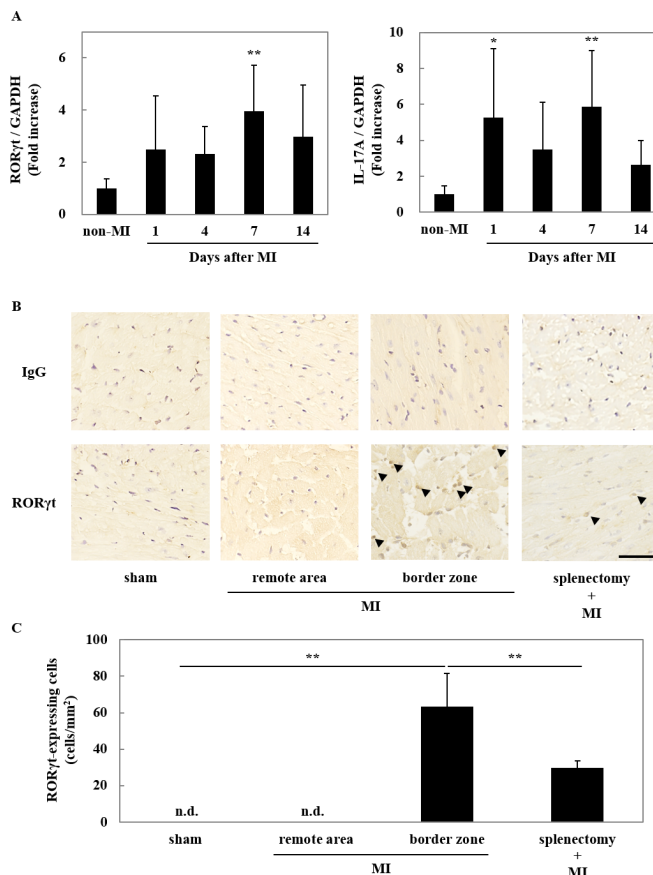 A
RORγt / GAPDH
(Fold increase)
6
4
2
0
**
non-MI 1 4 7 14
Days after MI
IL-17A / GAPDH
(Fold increase)
10
8
6
4
2
0
* **
non-MI 1 4 7 14
Days after MI
B
IgG
RORγt
sham remote area border zone splenectomy
+
MI
MI
C
RORγt-expressing cells
(cells/mm²)
100
80
60
40
20
0
** **
n.d. n.d.
sham remote area border zone splenectomy
+
MI
MI